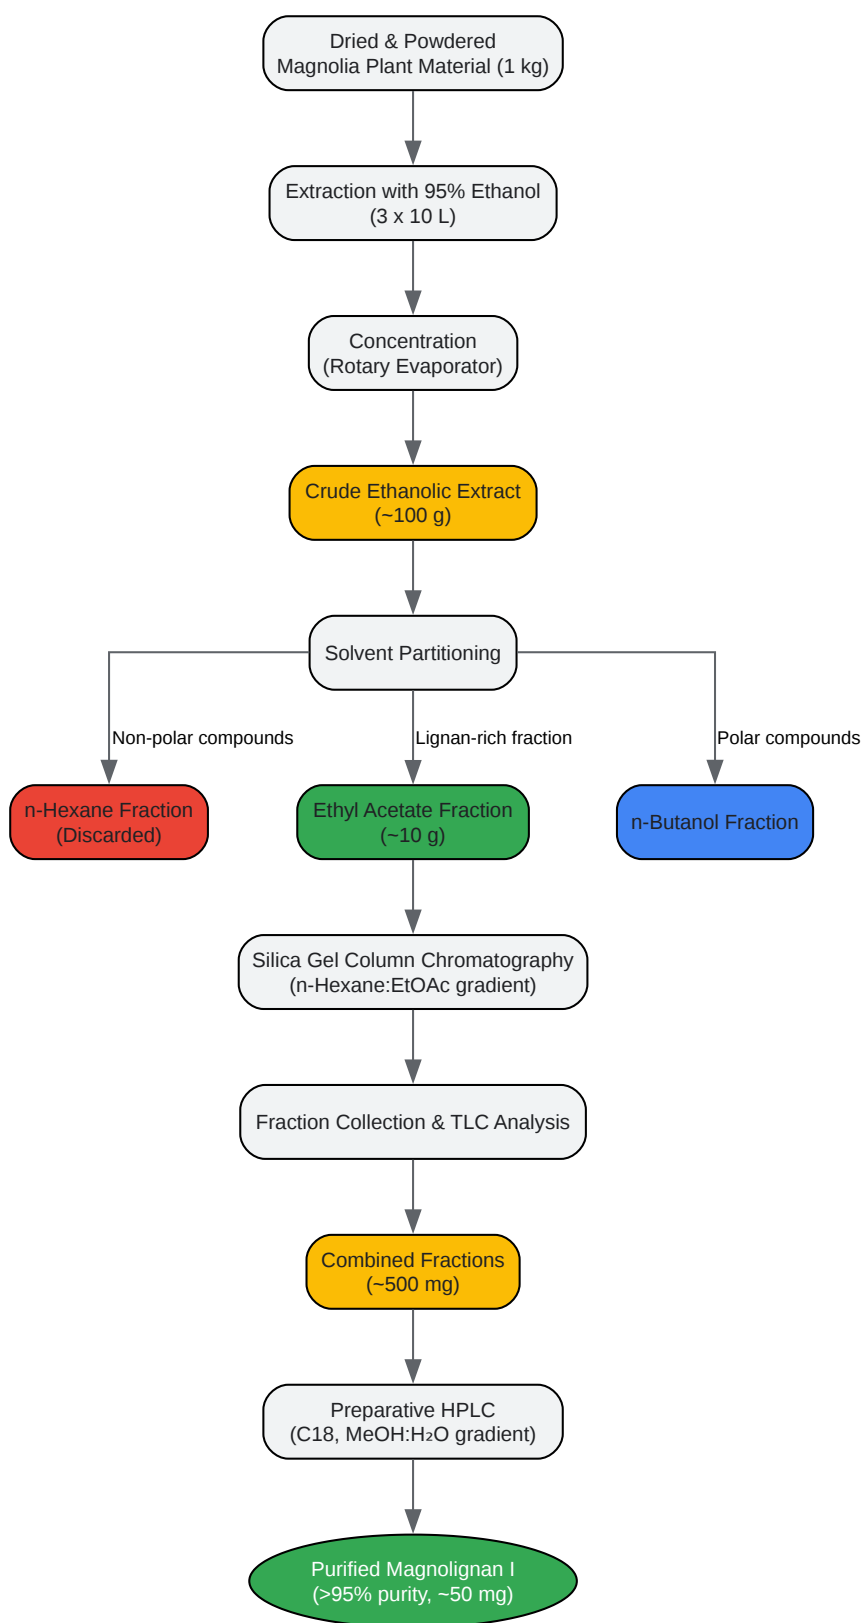 Dried & Powdered
Magnolia Plant Material (1 kg)
Extraction with 95% Ethanol
(3 x 10 L)
Concentration
(Rotary Evaporator)
Crude Ethanolic Extract
(~100 g)
Solvent Partitioning
Non-polar compounds
Lignan-rich fraction
Polar compounds
n-Hexane Fraction
(Discarded)
Ethyl Acetate Fraction
(~10 g)
n-Butanol Fraction
Silica Gel Column Chromatography
(n-Hexane:EtOAc gradient)
Fraction Collection & TLC Analysis
Combined Fractions
(~500 mg)
Preparative HPLC
(C18, MeOH:H₂O gradient)
Purified Magnolignan I
(>95% purity, ~50 mg)